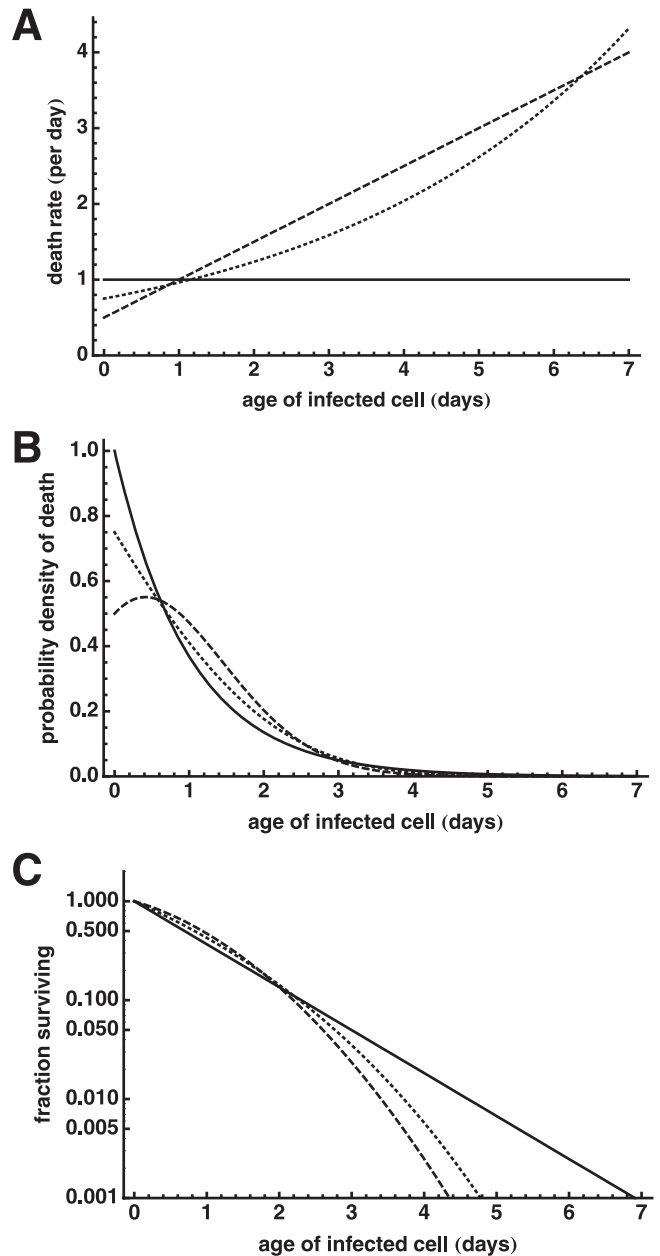 A
4
3
2
1
0
death rate (per day)
0 1 2 3 4 5 6 7
age of infected cell (days)
B
1.0
0.8
0.6
0.4
0.2
0.0
probability density of death
0 1 2 3 4 5 6 7
age of infected cell (days)
C
1.000
0.500
0.100
0.050
0.010
0.005
0.001
fraction surviving
0 1 2 3 4 5 6 7
age of infected cell (days)